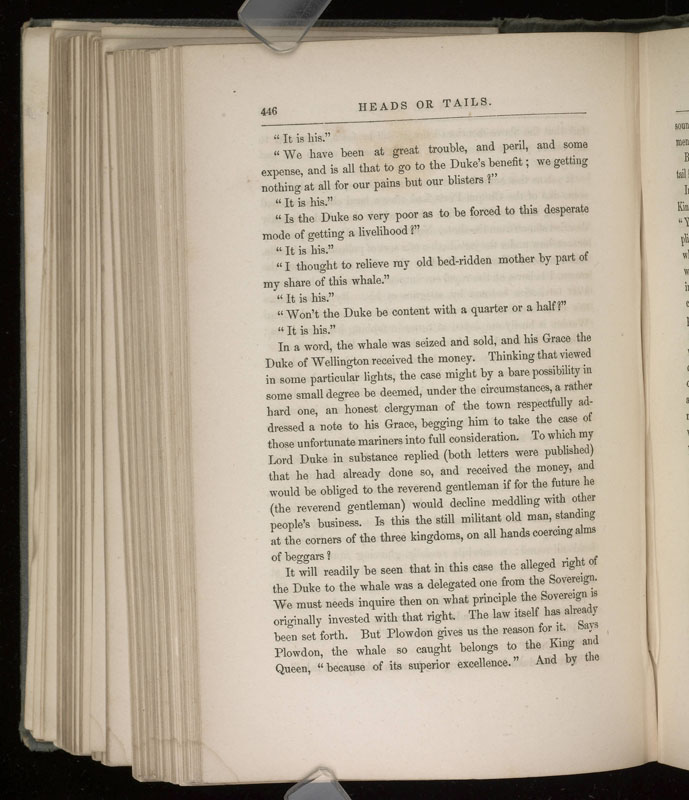 446
HEADS OR TAILS.
“ It is his.”
“ We have been at great trouble, and peril, and some
expense, and is all that to go to the Duke’s benefit ; we getting
nothing at all for our pains but our blisters ?”
“ It is his.”
“ Is the Duke so very poor as to be forced to this desperate
mode of getting a livelihood ?”
“ It is his.”
“ I thought to relieve my old bed-ridden mother by part of
my share of this whale.”
“ It is his.”
“ Won’t the Duke be content with a quarter or a half ?”
“ It is his.”
In a word, the whale was seized and sold, and his Grace the
Duke of Wellington received the money. Thinking that viewed
in some particular lights, the case might by a bare possibility in
some small degree be deemed, under the circumstances, a rather
hard one, an honest clergyman of the town respectfully ad-
dressed a note to his Grace, begging him to take the case of
those unfortunate mariners into full consideration. To which my
Lord Duke in substance replied (both letters were published)
that he had already done so, and received the money, and
would be obliged to the reverend gentleman if for the future he
(the reverend gentleman) would decline meddling with other
people’s business. Is this the still militant old man, standing
at the corners of the three kingdoms, on all hands coercing alms
of beggars ?
It will readily be seen that in this case the alleged right of
the Duke to the whale was a delegated one from the Sovereign.
We must needs inquire then on what principle the Sovereign is
originally invested with that right. The law itself has already
been set forth. But Plowdon gives us the reason for it. Says
Plowdon, the whale so caught belongs to the King and
Queen, “ because of its superior excellence.” And by the